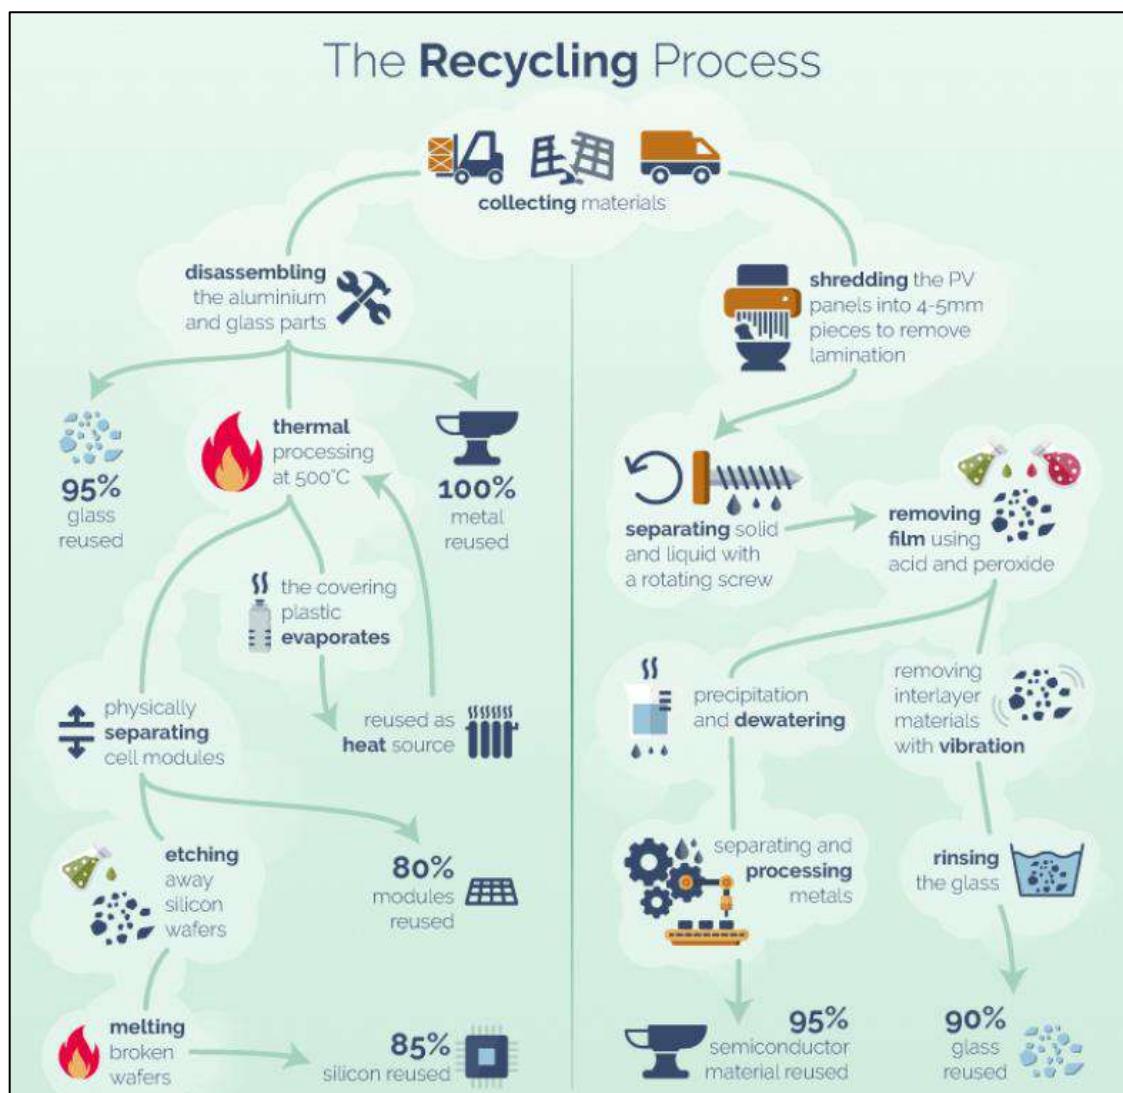 The Recycling Process
collecting materials
disassembling
the aluminium
and glass parts
95%
glass
reused
thermal
processing
at 500°C
100%
metal
reused
the covering
plastic
evaporates
reused as
heat source
physically
separating
cell modules
80%
modules
reused
etching
away
silicon
wafers
melting
broken
wafers
85%
silicon reused
shredding the PV
panels into 4-5mm
pieces to remove
lamination
separating solid
and liquid with
a rotating screw
removing
film using
acid and peroxide
precipitation
and dewatering
separating and
processing
metals
95%
semiconductor
material reused
removing
interlayer
materials
with vibration
rinsing
the glass
90%
glass
reused